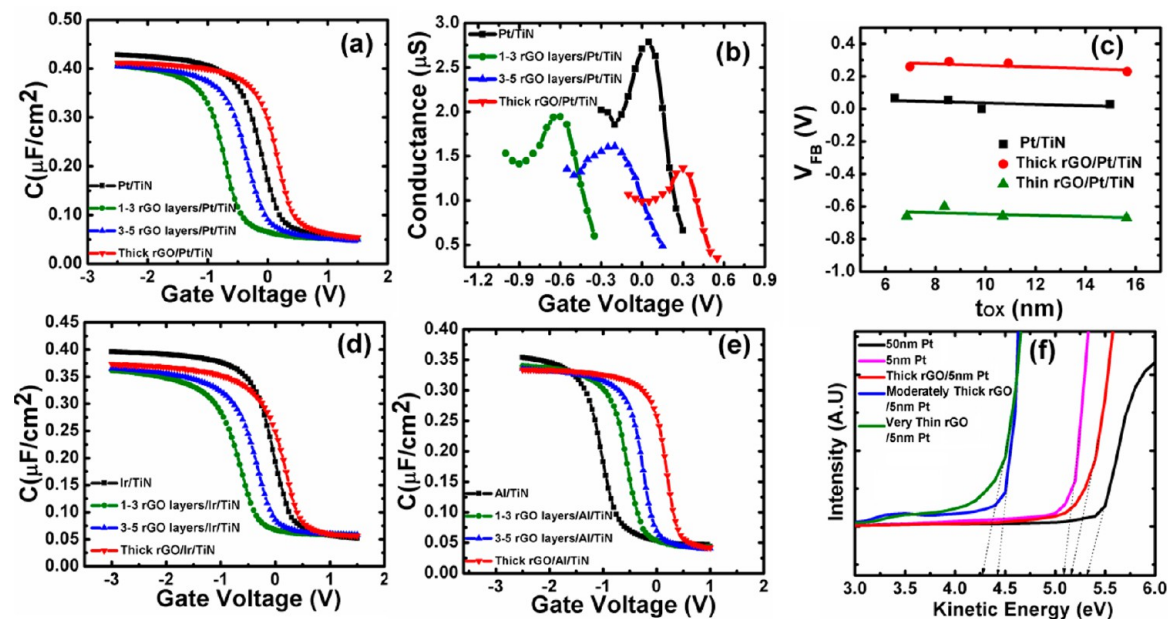 (a)
C(μF/cm2)
0.50
0.40
0.30
0.20
0.10
0.00
Pt/TiN
1-3 rGO layers/Pt/TiN
3-5 rGO layers/Pt/TiN
Thick rGO/Pt/TiN
-3 -2 -1 0 1 2
Gate Voltage (V)
(b)
Conductance (μS)
3.0
2.5
2.0
1.5
1.0
0.5
Pt/TiN
1-3 rGO layers/Pt/TiN
3-5 rGO layers/Pt/TiN
Thick rGO/Pt/TiN
-1.2 -0.9 -0.6 -0.3 0.0 0.3 0.6 0.9
Gate Voltage (V)
(c)
VFB (V)
0.8
0.6
0.4
0.2
0.0
-0.2
-0.4
-0.6
-0.8
-1.0
Pt/TiN
Thick rGO/Pt/TiN
Thin rGO/Pt/TiN
6 8 10 12 14 16
tox (nm)
(d)
C(μF/cm2)
0.45
0.40
0.35
0.30
0.25
0.20
0.15
0.10
0.05
0.00
Ir/TiN
1-3 rGO layers/Ir/TiN
3-5 rGO layers/Ir/TiN
Thick rGO/Ir/TiN
-3 -2 -1 0 1 2
Gate Voltage (V)
(e)
C(μF/cm2)
0.40
0.35
0.30
0.25
0.20
0.15
0.10
0.05
0.00
Al/TiN
1-3 rGO layers/Al/TiN
3-5 rGO layers/Al/TiN
Thick rGO/Al/TiN
-3 -2 -1 0 1 2
Gate Voltage (V)
(f)
Intensity (A.U)
50nm Pt
5nm Pt
Thick rGO/5nm Pt
Moderately Thick rGO
/5nm Pt
Very Thin rGO
/5nm Pt
3.0 3.5 4.0 4.5 5.0 5.5 6.0
Kinetic Energy (eV)